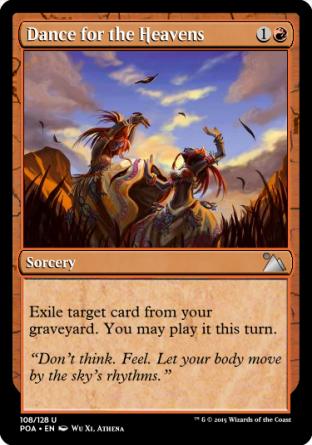 Dance for the Heavens 1
Sorcery
Exile target card from your
graveyard. You may play it this turn.
"Don't think. Feel. Let your body move
by the sky's rhythms."
108/128 U
POA • EN Wu Xi, Athena
™ & © 2015 Wizards of the Coast